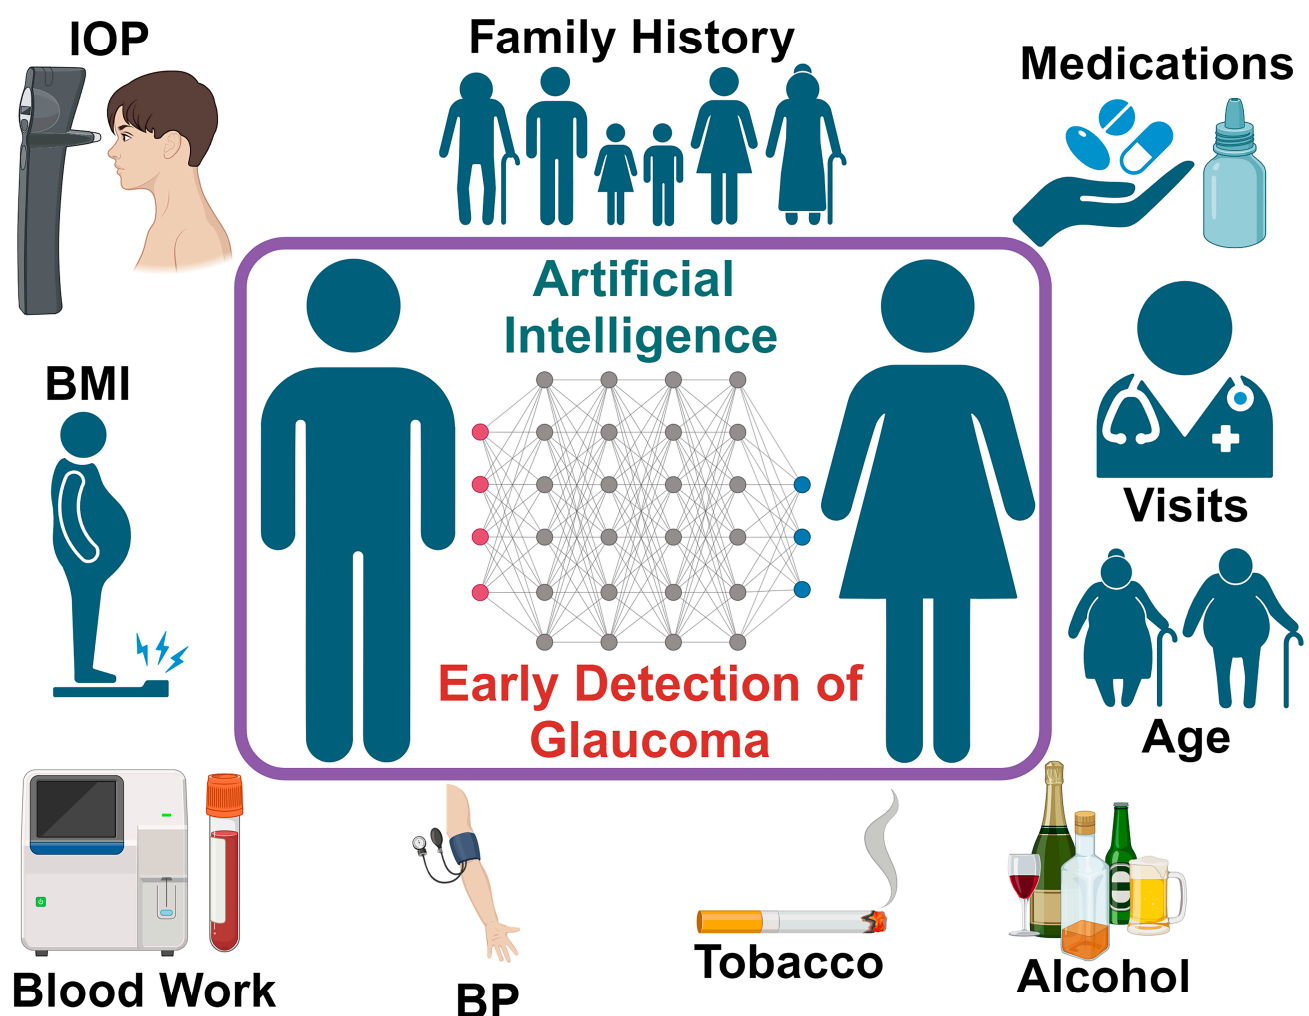 IOP
Family History
Medications
Artificial
Intelligence
BMI
Visits
Early Detection of
Glaucoma
Age
Blood Work
BP
Tobacco
Alcohol